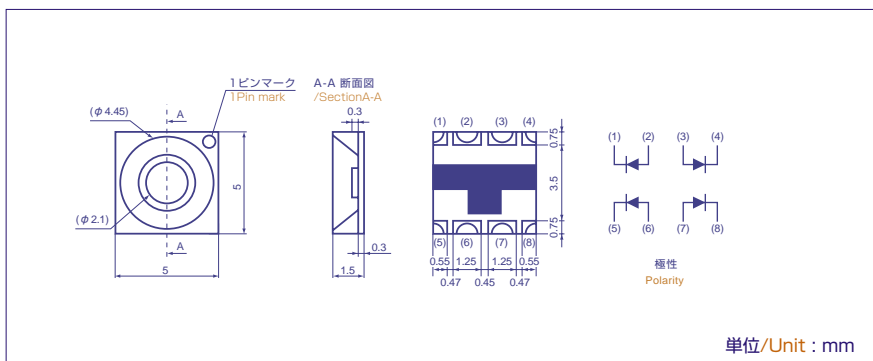 1ピンマーク
1Pin mark
A-A 断面図
/SectionA-A
(φ4.45)
A
0.3
(1) (2) (3) (4)
0.75
(1) (2) (3) (4)
5
3.5
(φ2.1)
A
0.75
(5) (6) (7) (8)
(5) (6) (7) (8)
0.3
0.55 1.25 1.25 0.55
5
1.5
0.47 0.45 0.47
極性
Polarity
単位/Unit : mm